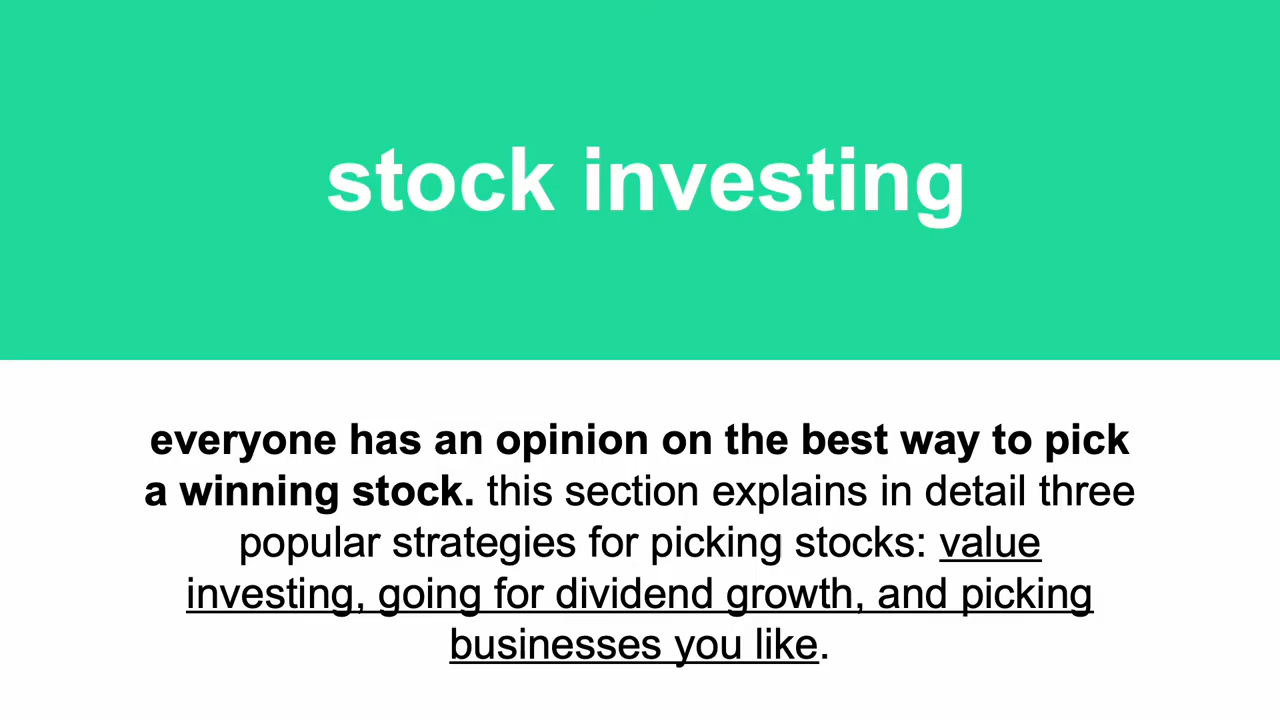 stock investing
everyone has an opinion on the best way to pick
a winning stock. this section explains in detail three
popular strategies for picking stocks: value
investing, going for dividend growth, and picking
businesses you like.